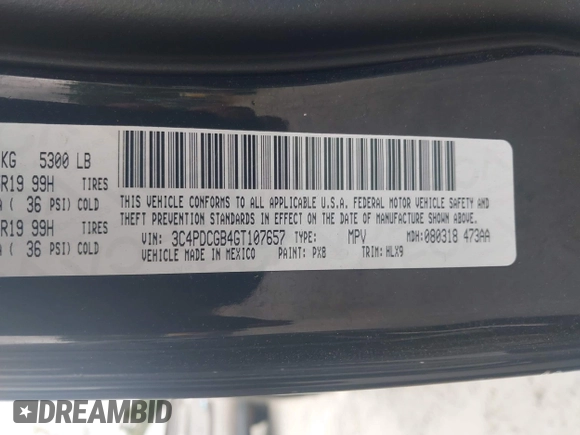 KG 5300 LB
R19 99H TIRES
( 36 PSI) COLD
R19 99H TIRES
A ( 36 PSI) COLD
THIS VEHICLE CONFORMS TO ALL APPLICABLE U.S.A. FEDERAL MOTOR VEHICLE SAFETY, BUMPER, AND
THEFT PREVENTION STANDARDS IN EFFECT ON THE DATE OF MANUFACTURE SHOWN ABOVE.
VIN: 3C4PDCGB4GT107657 TYPE: MPV MDH: 080318 473AA
VEHICLE MADE IN MEXICO PAINT: PX8 TRIM: HLX9
DREAMBID